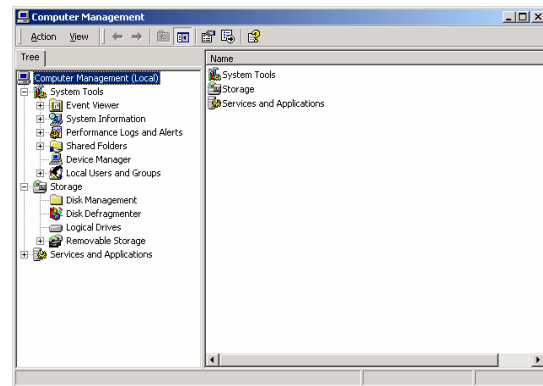 Computer Management
Action View
Tree
Computer Management (Local)
System Tools
Event Viewer
System Information
Performance Logs and Alerts
Shared Folders
Device Manager
Local Users and Groups
Storage
Disk Management
Disk Defragmenter
Logical Drives
Removable Storage
Services and Applications
Name
System Tools
Storage
Services and Applications